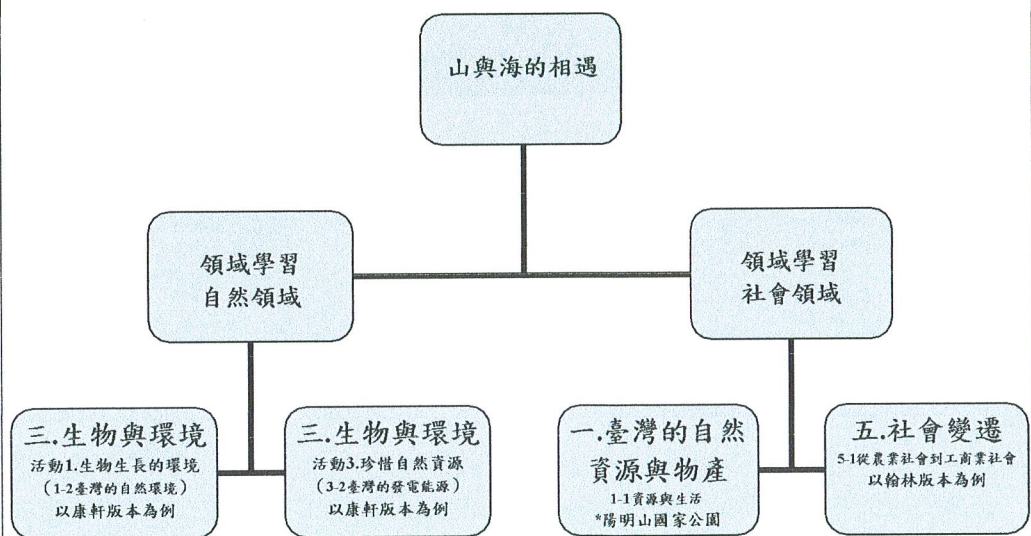 山與海的相遇
領域學習
自然領域
領域學習
社會領域
三.生物與環境
活動1.生物生長的環境
(1-2臺灣的自然環境)
以康軒版本為例
三.生物與環境
活動3.珍惜自然資源
(3-2臺灣的發電能源)
以康軒版本為例
一.臺灣的自然
資源與物產
1-1資源與生活
*陽明山國家公園
五.社會變遷
5-1從農業社會到工商業社會
以翰林版本為例